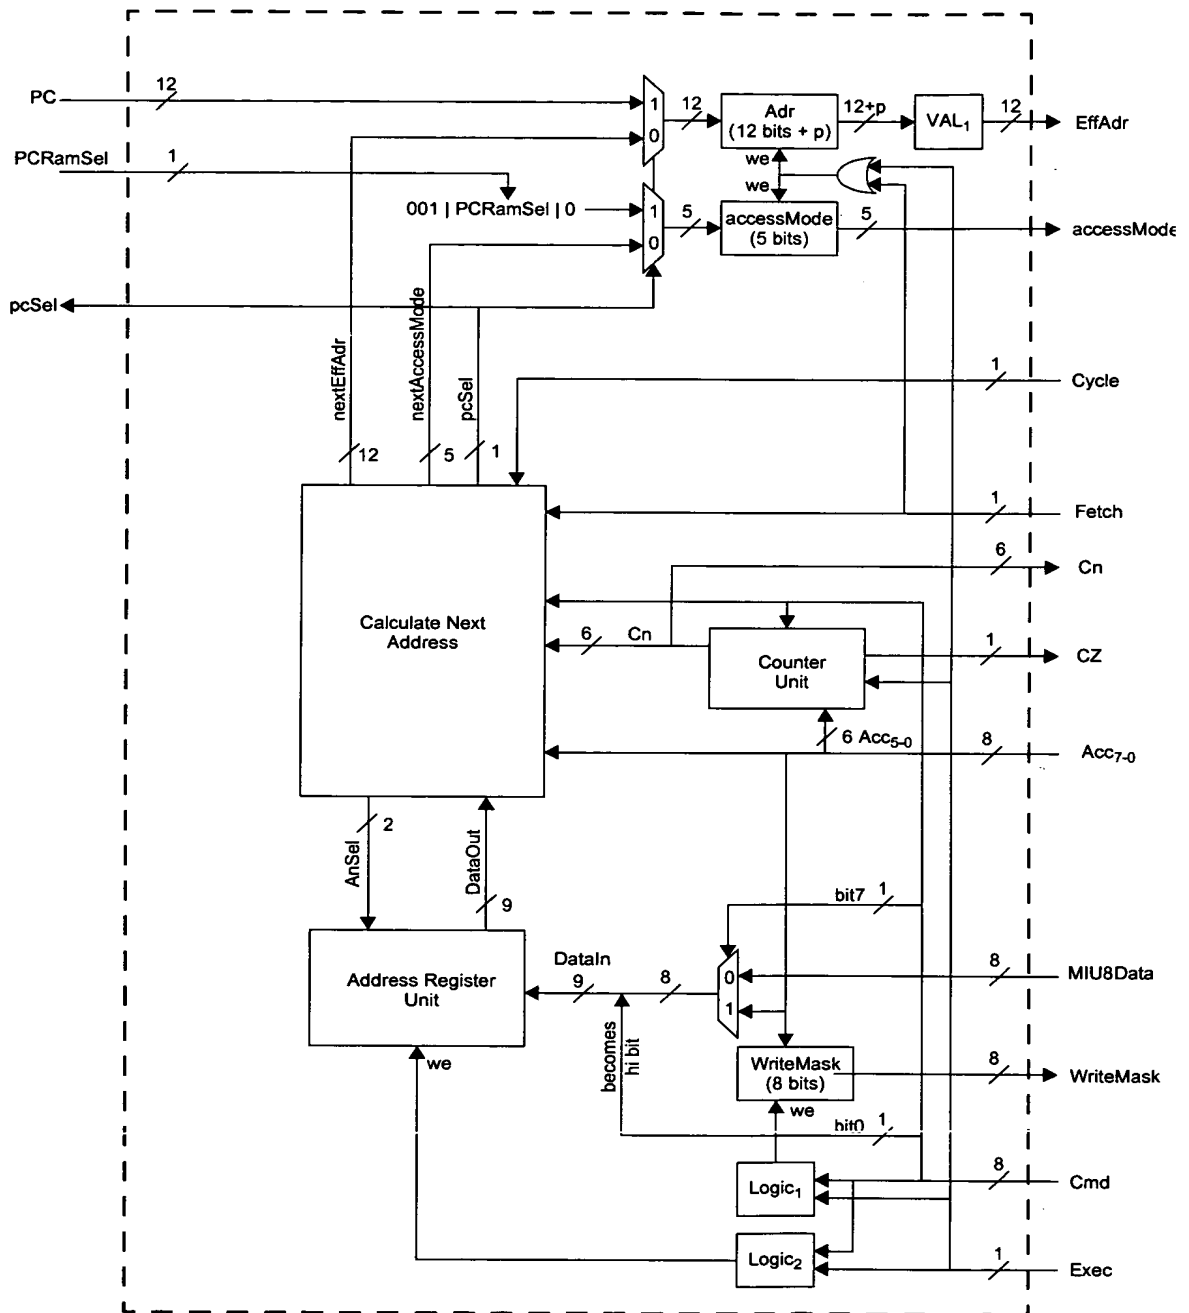 12
PC
1
12
Adr
(12 bits + p)
12+p
VAL1
12
EffAdr
0
PCRamSel
1
we
we
001 | PCRamSel | 0
1
5
accessMode
(5 bits)
5
accessMode
0
pcSel
nextEffAdr
nextAccessMode
pcSel
1
Cycle
12
5
1
1
Fetch
6
Cn
Calculate Next
Address
6
Cn
Counter
Unit
1
CZ
6 Acc5-0
8
Acc7-0
2
AnSel
DataOut
9
bit7
1
Address Register
Unit
DataIn
9
8
0
1
8
MIU8Data
becomes
hi bit
we
WriteMask
(8 bits)
8
WriteMask
we
bit0
1
Logic1
8
Cmd
Logic2
1
Exec